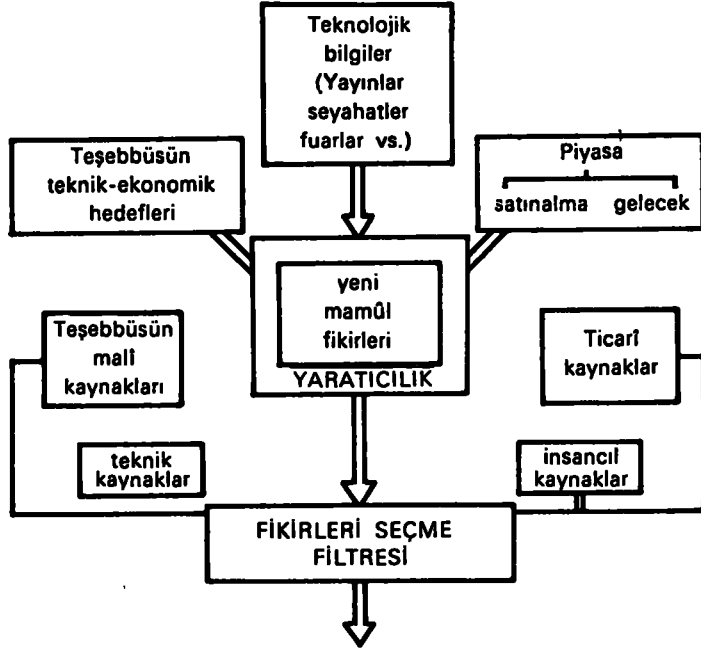 Teknolojik
bilgiler
(Yayınlar
seyahatler
fuarlar vs.)
Teşebbüsün
teknik-ekonomik
hedefleri
Piyasa
satınalma gelecek
yeni
mamûl
fikirleri
YARATICILIK
Teşebbüsün
malî
kaynakları
Ticarî
kaynaklar
teknik
kaynaklar
insancıl
kaynaklar
FİKİRLERİ SEÇME
FİLTRESİ